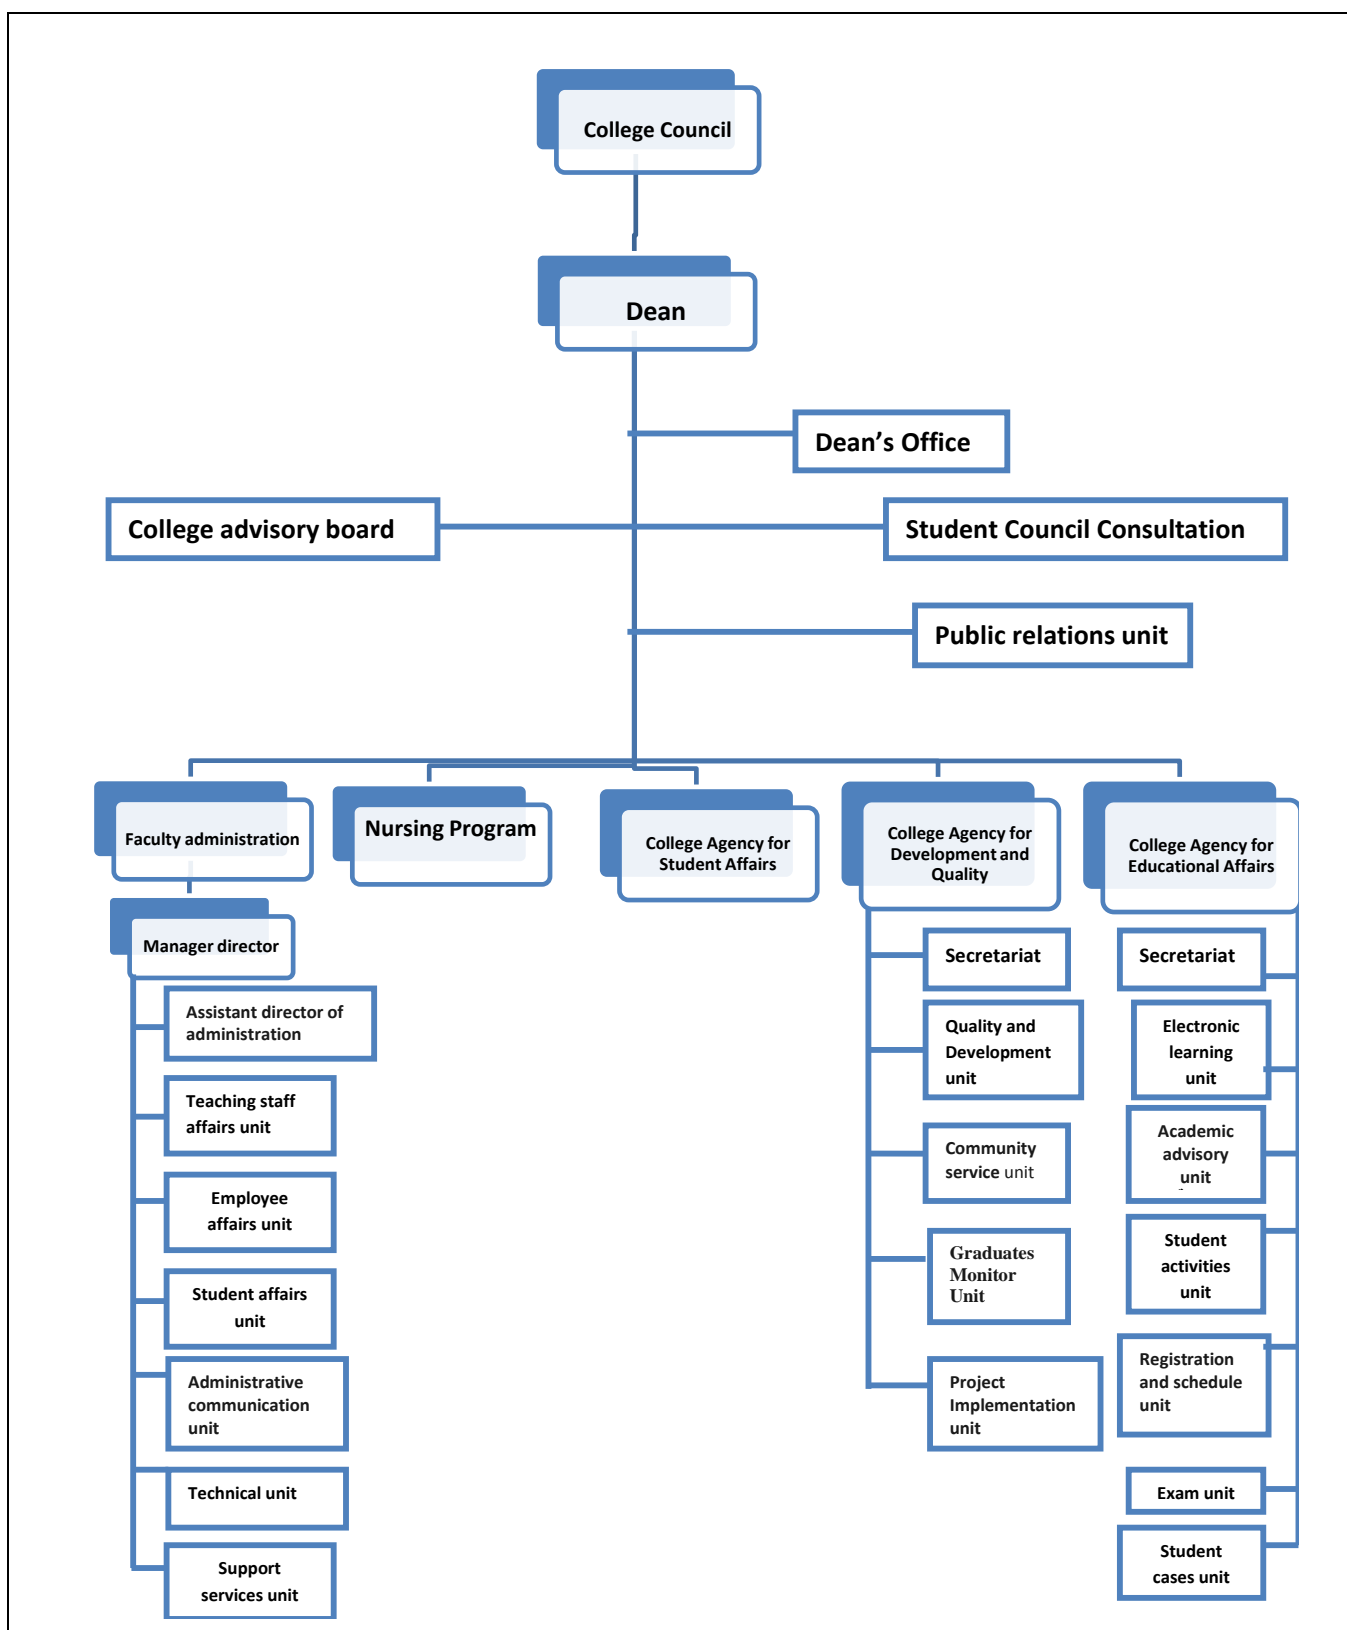 College Council
Dean
Dean’s Office
College advisory board
Student Council Consultation
Public relations unit
Faculty administration
Nursing Program
College Agency for
Student Affairs
College Agency for
Development and
Quality
College Agency for
Educational Affairs
Manager director
Assistant director of
administration
Teaching staff
affairs unit
Employee
affairs unit
Student affairs
unit
Administrative
communication
unit
Technical unit
Support
services unit
Secretariat
Quality and
Development
unit
Community
service unit
Graduates
Monitor
Unit
Project
Implementation
unit
Secretariat
Electronic
learning
unit
Academic
advisory
unit
Student
activities
unit
Registration
and schedule
unit
Exam unit
Student
cases unit